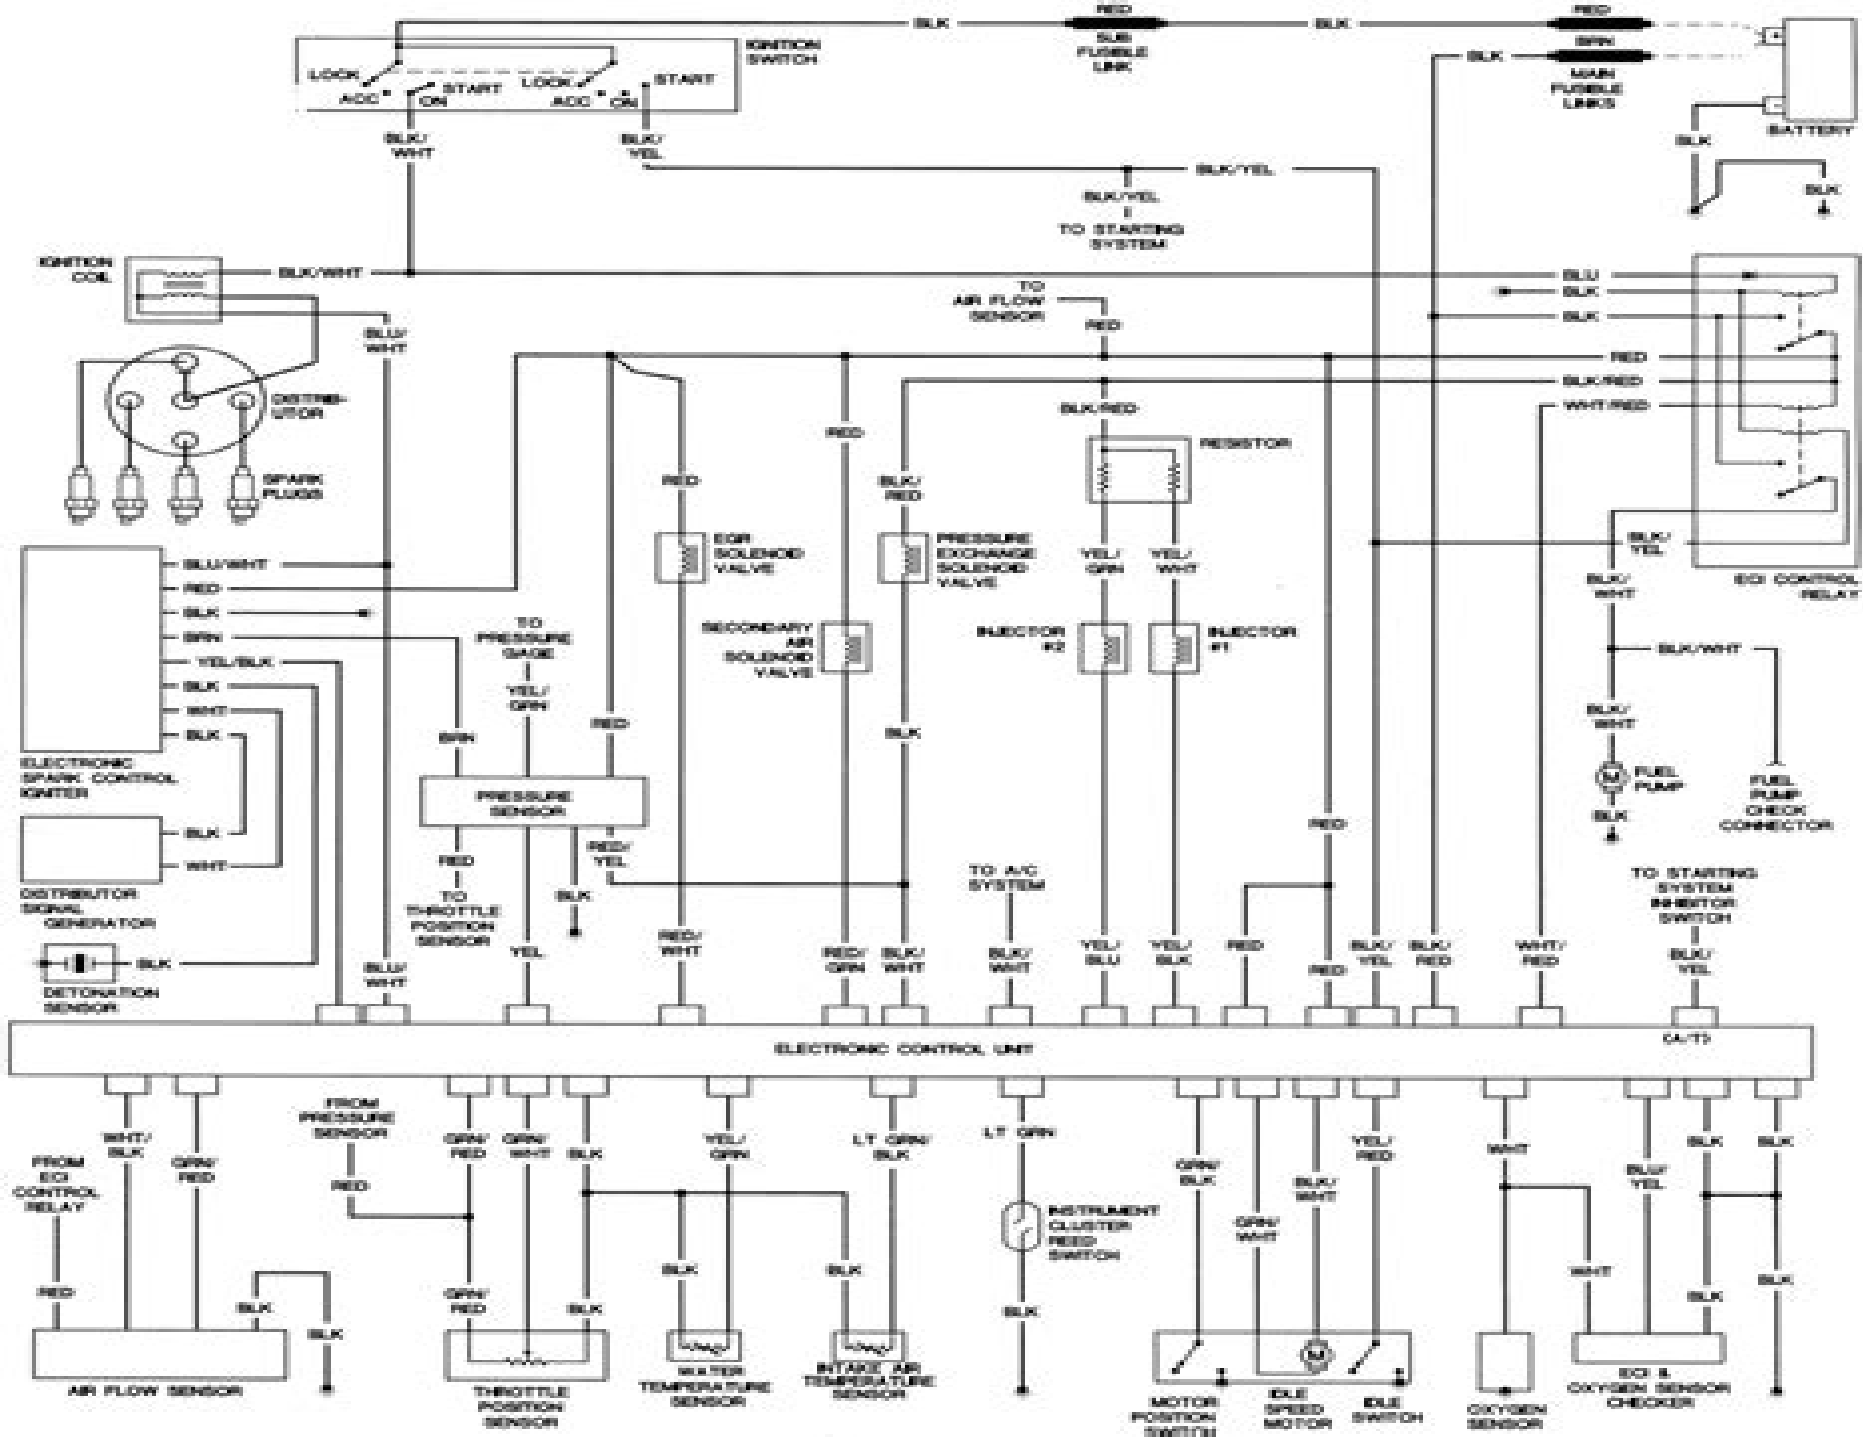 BLK
RED
BLK
RED
IGNITION
SWITCH
SUB
FUSIBLE
LINK
BRN
BLK
MAIN
FUSIBLE
LINKS
LOCK
ACC
ON
START
LOCK
ACC
ON
START
BATTERY
BLK/
WHT
BLK/
YEL
BLK
BLK/YEL
BLK
BLK/YEL
TO STARTING
SYSTEM
IGNITION
COIL
BLK/WHT
BLU
TO
AIR FLOW
SENSOR
BLK
RED
BLK
BLU/
WHT
RED
BLK/RED
DISTRIB-
UTOR
BLK/RED
WHT/RED
RED
RESISTOR
SPARK
PLUGS
RED
BLK/
RED
EGR
SOLENOID
VALVE
PRESSURE
EXCHANGE
SOLENOID
VALVE
YEL/
GRN
YEL/
WHT
BLK/
YEL
BLU/WHT
RED
BLK
BRN
YEL/BLK
BLK
WHT
BLK
BLK/
WHT
ECI CONTROL
RELAY
TO
PRESSURE
GAGE
SECONDARY
AIR
SOLENOID
VALVE
INJECTOR
#2
INJECTOR
#1
BLK/WHT
YEL/
GRN
BRN
RED
BLK
BLK/
WHT
ELECTRONIC
SPARK CONTROL
IGNITER
PRESSURE
SENSOR
FUEL
PUMP
FUEL
PUMP
CHECK
CONNECTOR
BLK
BLK
WHT
RED
RED/
YEL
RED
DISTRIBUTOR
SIGNAL
GENERATOR
TO
THROTTLE
POSITION
SENSOR
BLK
TO A/C
SYSTEM
TO STARTING
SYSTEM
INHIBITOR
SWITCH
BLK
DETONATION
SENSOR
BLU/
WHT
YEL
RED/
WHT
RED/
GRN
BLK/
WHT
BLK/
WHT
YEL/
BLU
YEL/
BLK
RED
RED
BLK/
YEL
BLK/
RED
WHT/
RED
BLK/
YEL
ELECTRONIC CONTROL UNIT
(A/T)
FROM
ECI
CONTROL
RELAY
WHT/
BLK
GRN/
RED
FROM
PRESSURE
SENSOR
RED
GRN/
RED
GRN/
WHT
BLK
YEL/
GRN
LT GRN/
BLK
LT GRN
GRN/
BLK
GRN/
WHT
BLK/
WHT
YEL/
RED
WHT
BLU/
YEL
BLK
BLK
INSTRUMENT
CLUSTER
REED
SWITCH
RED
BLK
BLK
GRN/
RED
BLK
BLK
BLK
BLK
WHT
BLK
BLK
AIR FLOW SENSOR
THROTTLE
POSITION
SENSOR
WATER
TEMPERATURE
SENSOR
INTAKE AIR
TEMPERATURE
SENSOR
MOTOR
POSITION
SWITCH
IDLE
SPEED
MOTOR
IDLE
SWITCH
OXYGEN
SENSOR
ECI &
OXYGEN SENSOR
CHECKER
M
M